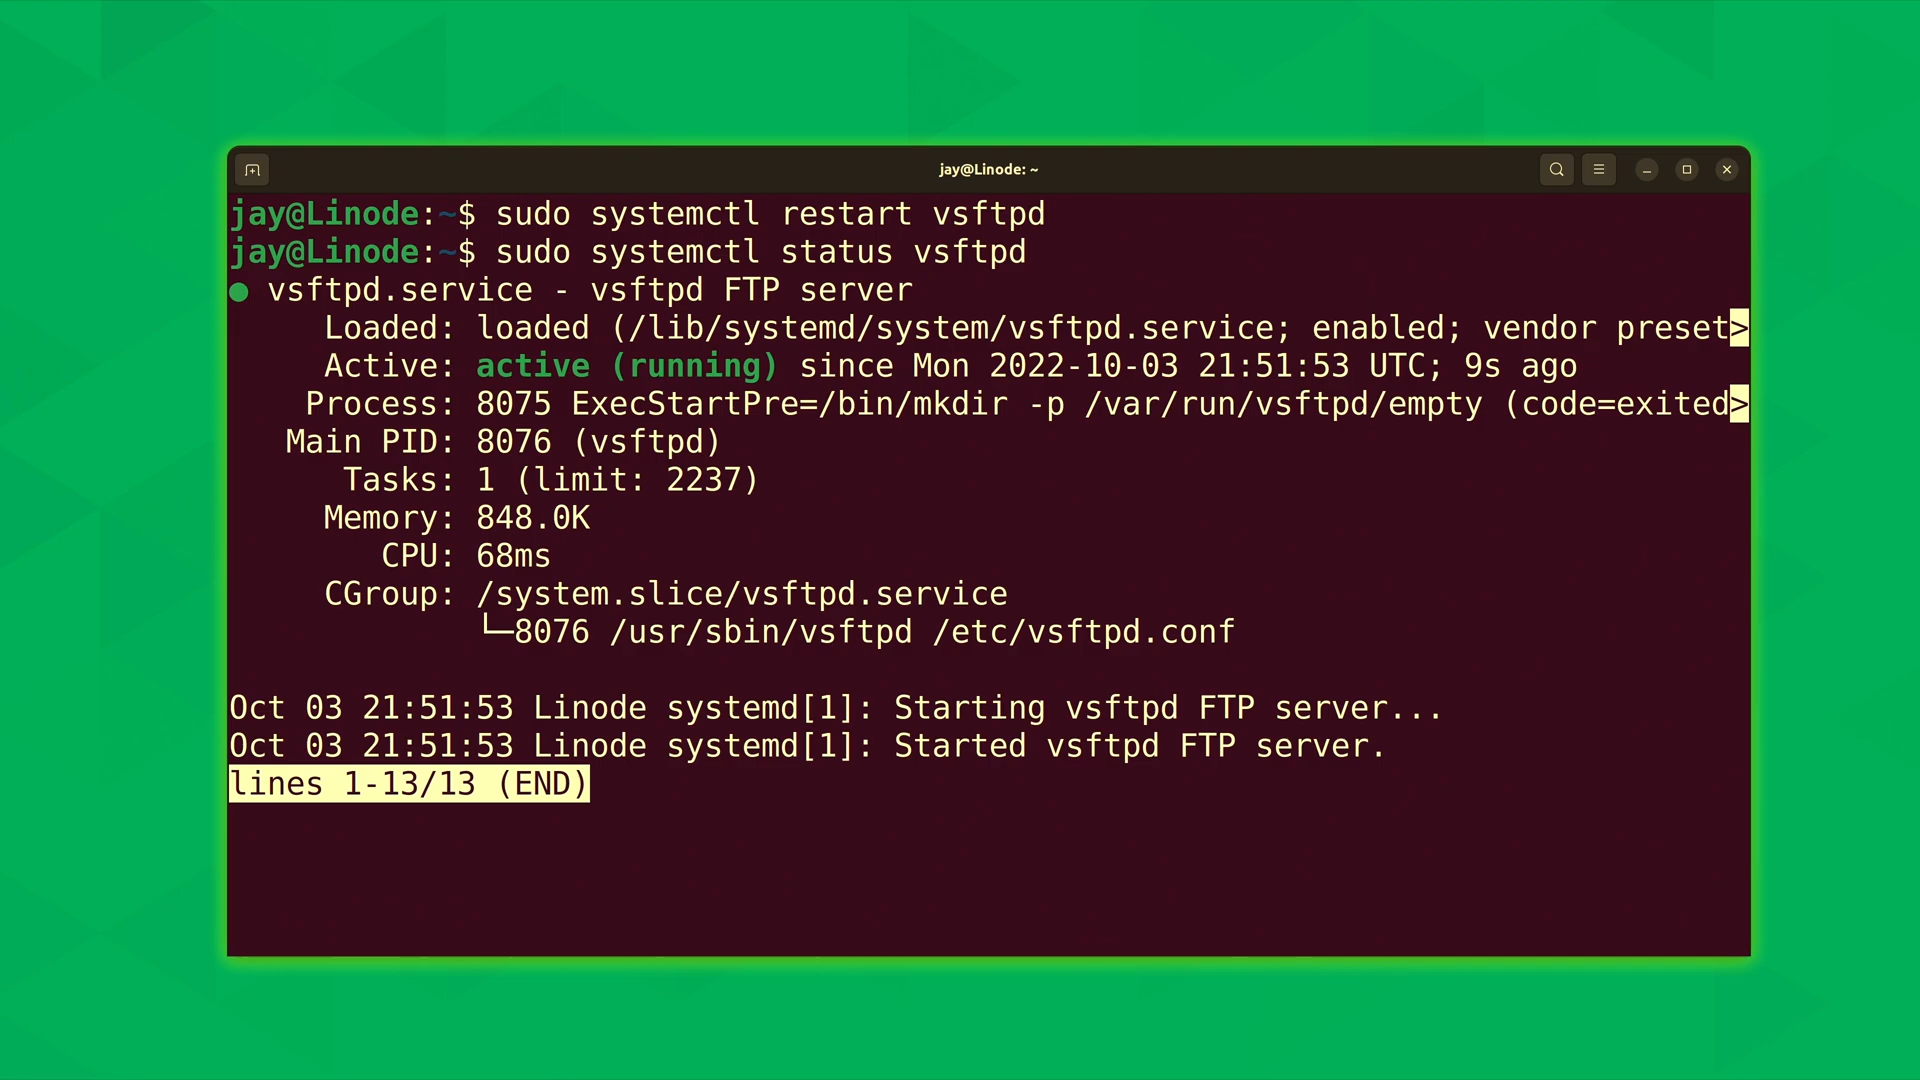 jay@Linode: ~
jay@Linode:~$ sudo systemctl restart vsftpd
jay@Linode:~$ sudo systemctl status vsftpd
● vsftpd.service - vsftpd FTP server
     Loaded: loaded (/lib/systemd/system/vsftpd.service; enabled; vendor preset>
     Active: active (running) since Mon 2022-10-03 21:51:53 UTC; 9s ago
    Process: 8075 ExecStartPre=/bin/mkdir -p /var/run/vsftpd/empty (code=exited>
   Main PID: 8076 (vsftpd)
      Tasks: 1 (limit: 2237)
     Memory: 848.0K
        CPU: 68ms
     CGroup: /system.slice/vsftpd.service
             └─8076 /usr/sbin/vsftpd /etc/vsftpd.conf
Oct 03 21:51:53 Linode systemd[1]: Starting vsftpd FTP server...
Oct 03 21:51:53 Linode systemd[1]: Started vsftpd FTP server.
lines 1-13/13 (END)